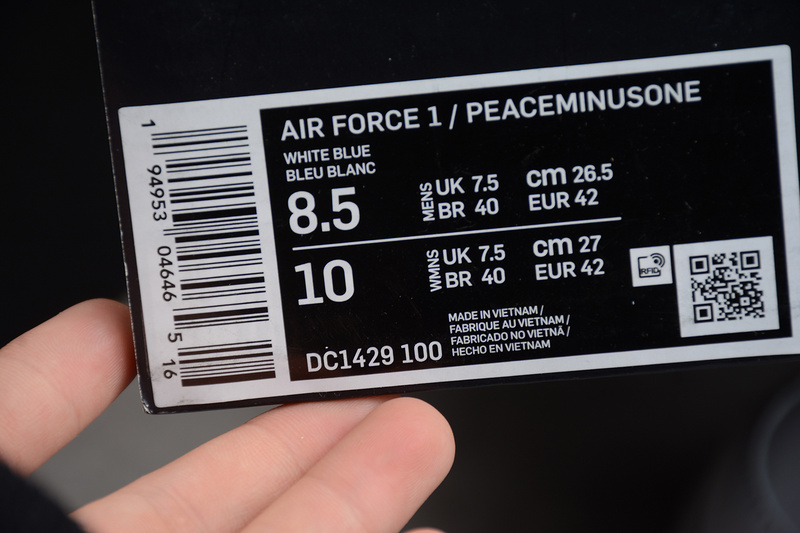 AIR FORCE 1 / PEACEMINUSONE
WHITE BLUE
BLEU BLANC
8.5
MENS
UK 7.5
BR 40
cm 26.5
EUR 42
10
WMNS
UK 7.5
BR 40
cm 27
EUR 42
RFID
DC1429 100
MADE IN VIETNAM /
FABRIQUE AU VIETNAM /
FABRICADO NO VIETNÃ /
HECHO EN VIETNAM
1 94953 04646 5 16